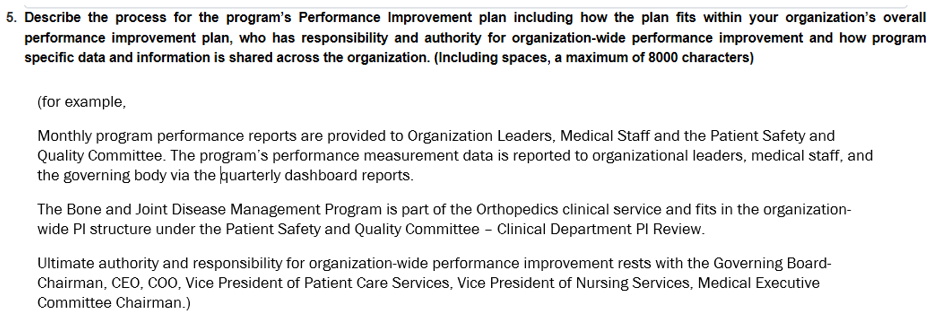 5. Describe the process for the program's Performance Improvement plan including how the plan fits within your organization's overall
performance improvement plan, who has responsibility and authority for organization-wide performance improvement and how program
specific data and information is shared across the organization. (Including spaces, a maximum of 8000 characters)
(for example,
Monthly program performance reports are provided to Organization Leaders, Medical Staff and the Patient Safety and
Quality Committee. The program's performance measurement data is reported to organizational leaders, medical staff, and
the governing body via the quarterly dashboard reports.
The Bone and Joint Disease Management Program is part of the Orthopedics clinical service and fits in the organization-
wide PI structure under the Patient Safety and Quality Committee – Clinical Department PI Review.
Ultimate authority and responsibility for organization-wide performance improvement rests with the Governing Board-
Chairman, CEO, COO, Vice President of Patient Care Services, Vice President of Nursing Services, Medical Executive
Committee Chairman.)